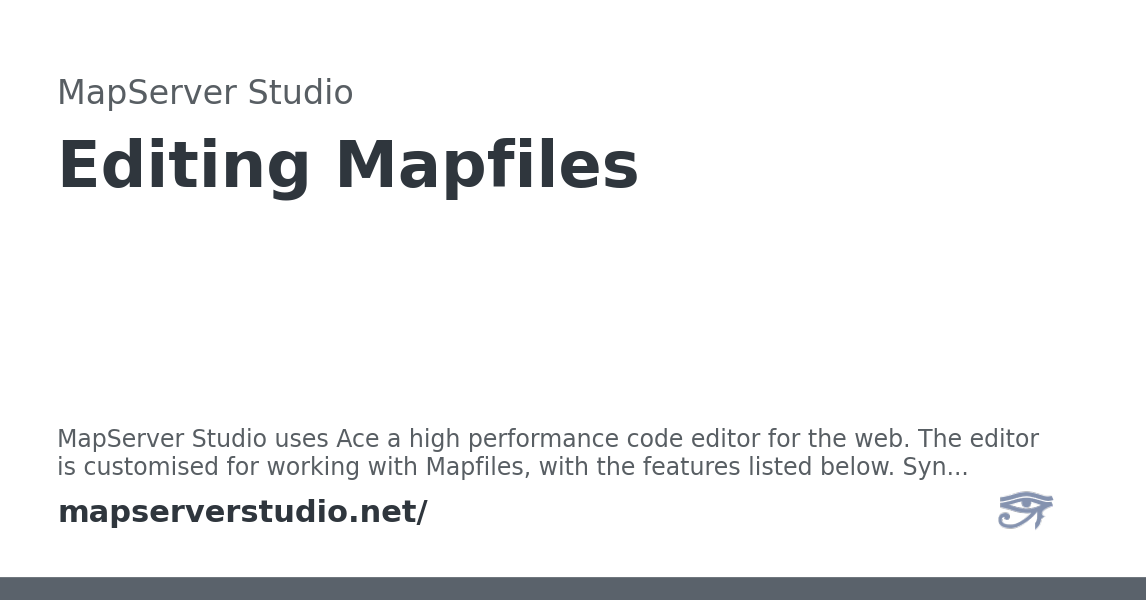 MapServer Studio
Editing Mapfiles
MapServer Studio uses Ace a high performance code editor for the web. The editor
is customised for working with Mapfiles, with the features listed below. Syn...
mapserverstudio.net/